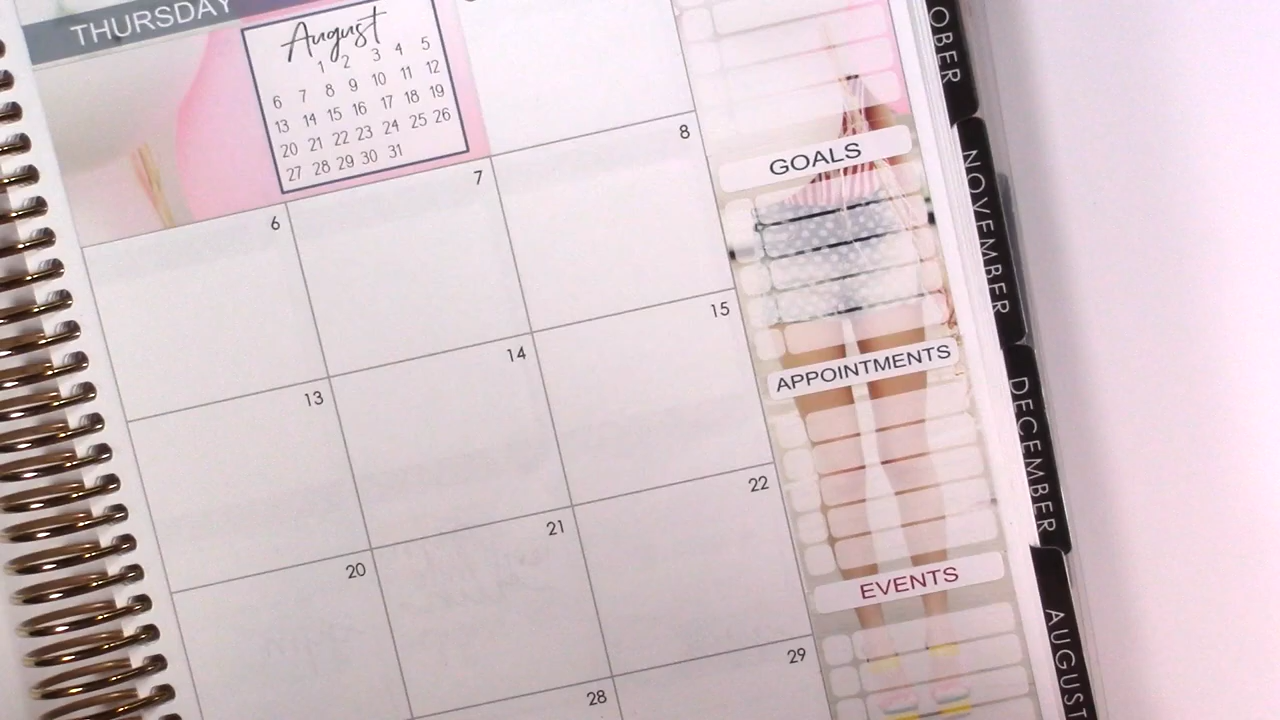 THURSDAY
August
1 2 3 4 5
6 7 8 9 10 11 12
13 14 15 16 17 18 19
20 21 22 23 24 25 26
27 28 29 30 31
6
7
8
13
14
15
20
21
22
28
29
GOALS
APPOINTMENTS
EVENTS
OBER
NOVEMBER
DECEMBER
AUGUST